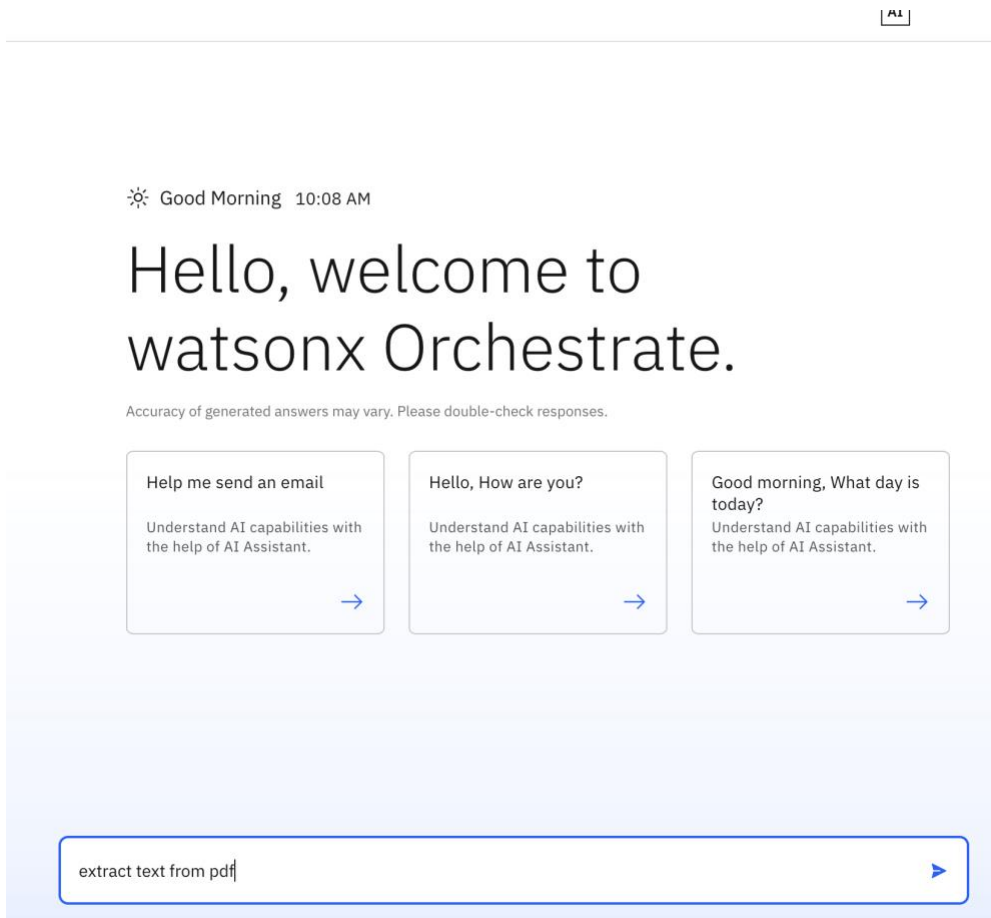 AI
Good Morning 10:08 AM
Hello, welcome to
watsonx Orchestrate.
Accuracy of generated answers may vary. Please double-check responses.
Help me send an email
Understand AI capabilities with
the help of AI Assistant.
Hello, How are you?
Understand AI capabilities with
the help of AI Assistant.
Good morning, What day is
today?
Understand AI capabilities with
the help of AI Assistant.
extract text from pdf